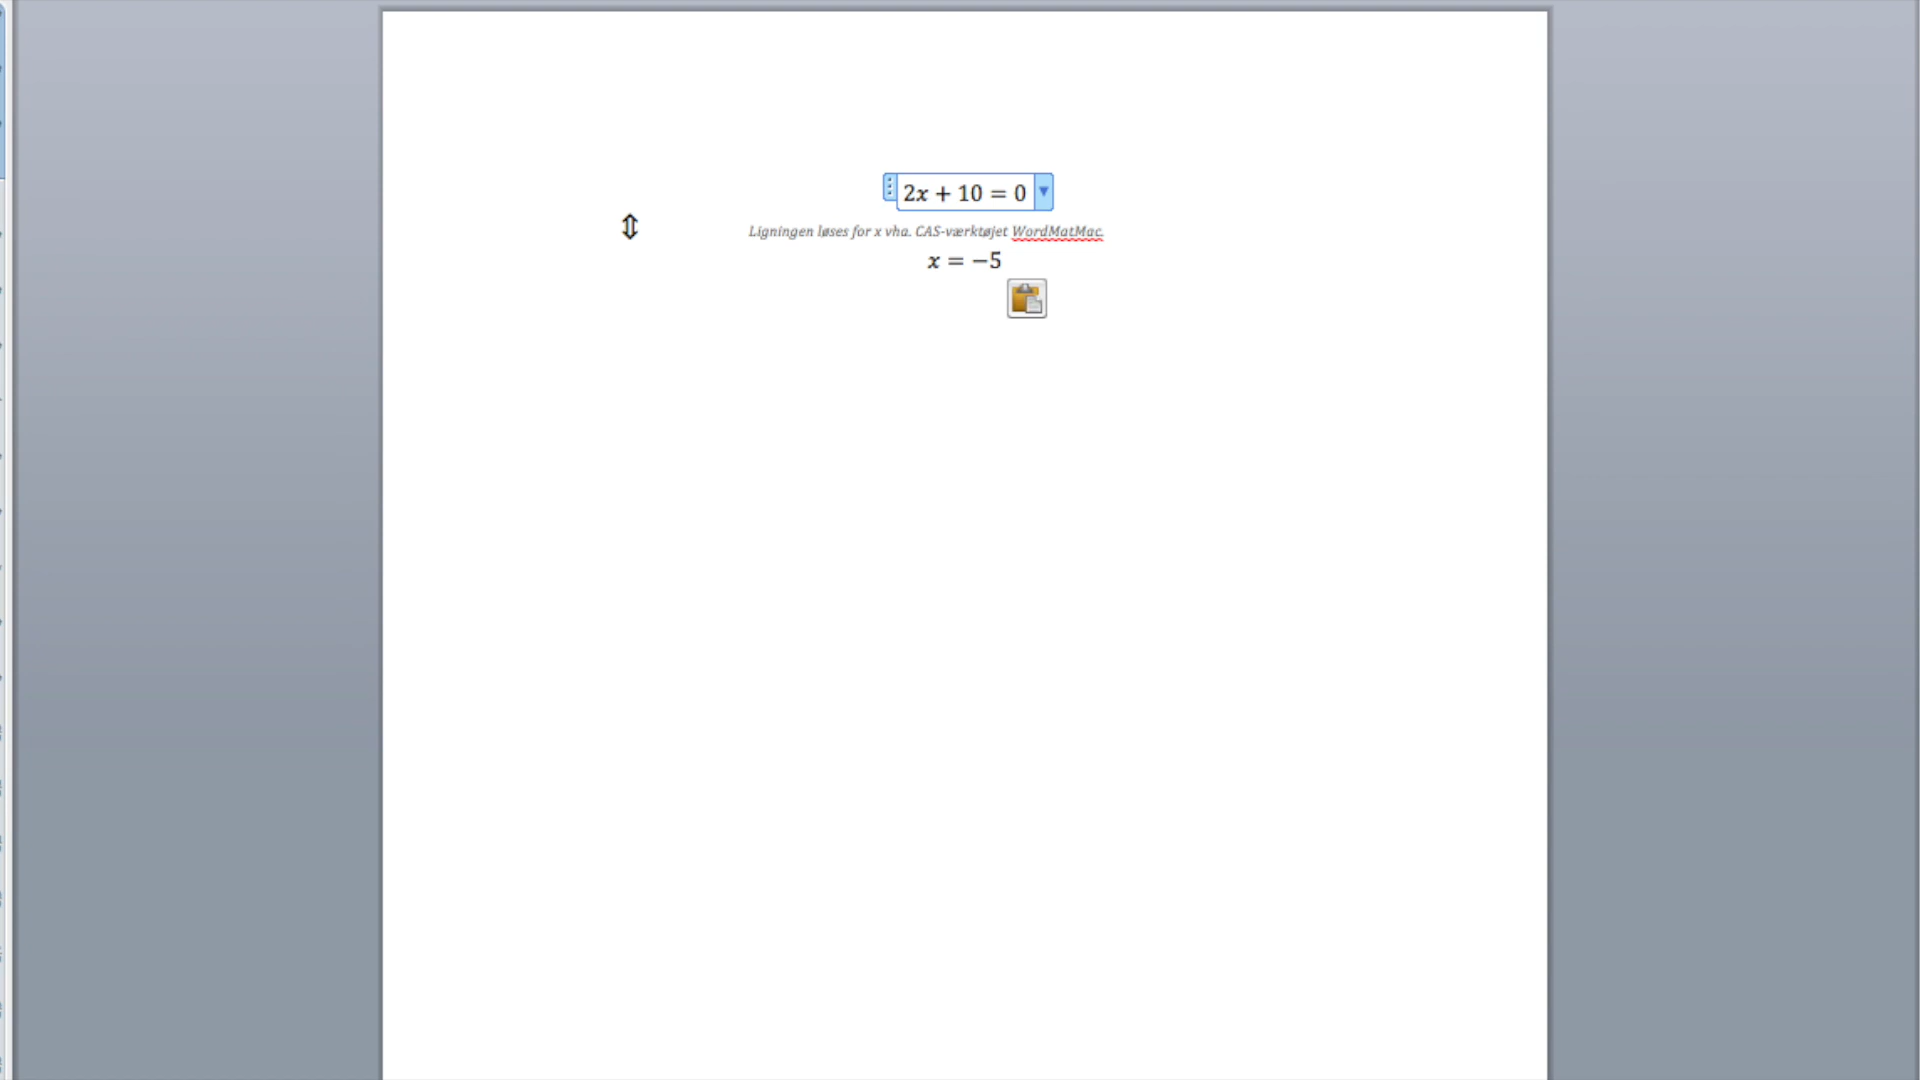 2x + 10 = 0
Ligningen løses for x vha. CAS-værktøjet WordMatMac.
x = −5